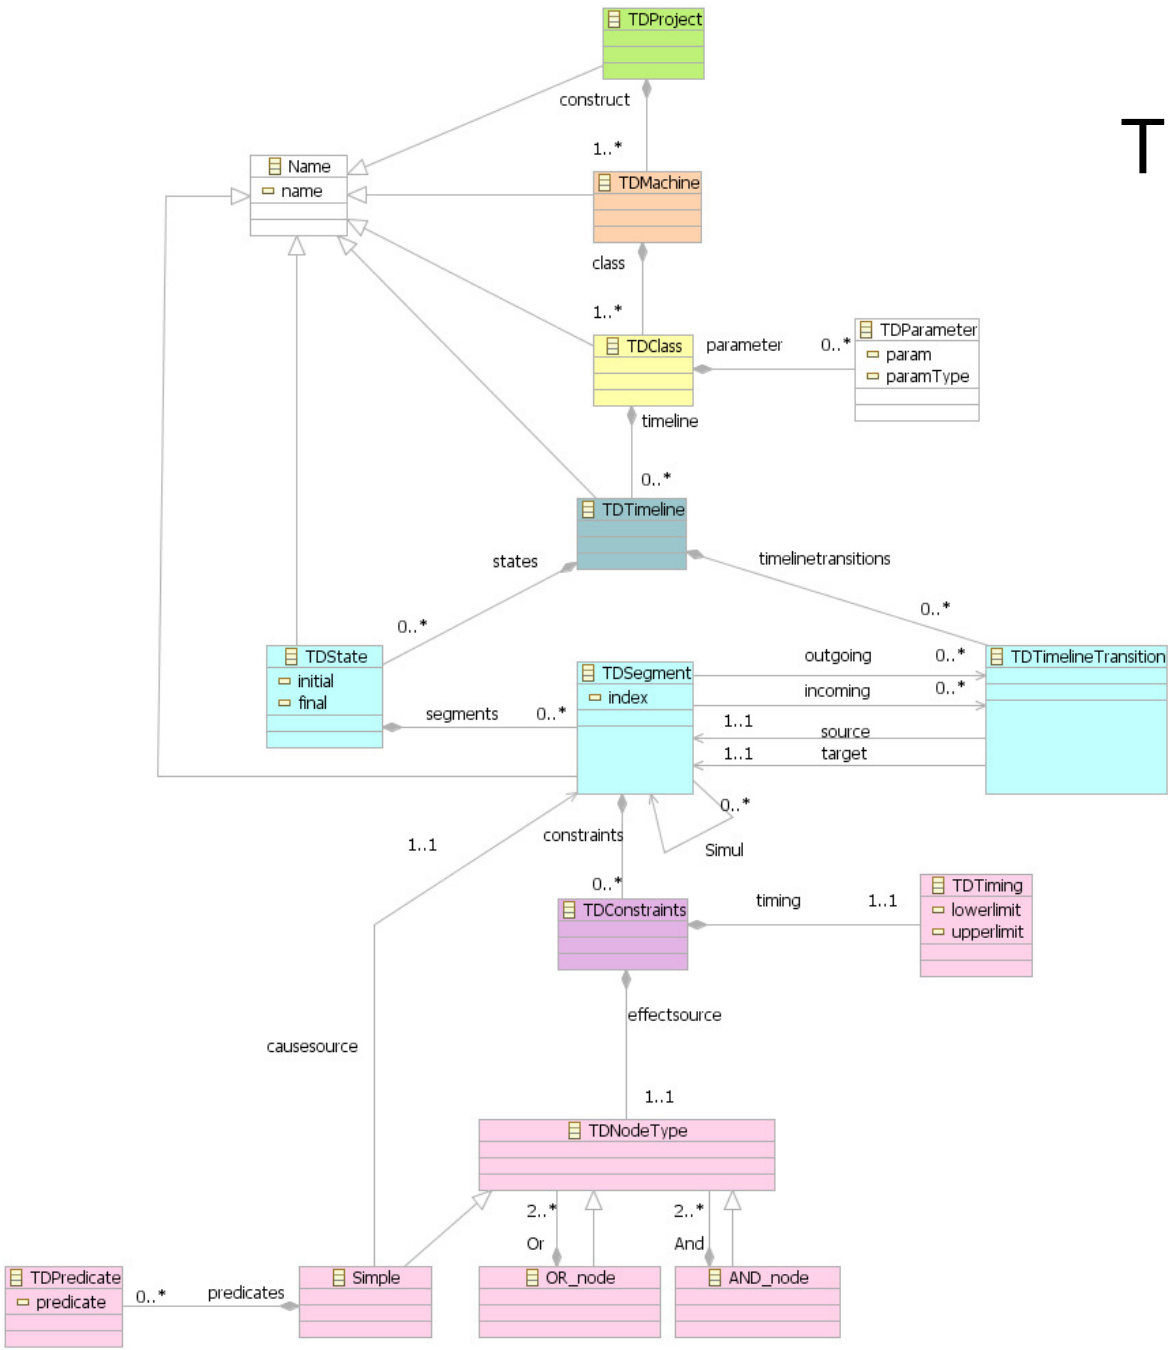 TDProject
construct
T
1..*
Name
name
TDMachine
class
1..*
TDClass
parameter
0..*
TDParameter
param
paramType
timeline
0..*
TDTimeline
states
timelinetransitions
0..*
0..*
TDState
initial
final
segments
0..*
TDSegment
index
outgoing
0..*
incoming
0..*
1..1
source
1..1
target
TDTimelineTransition
0..*
Simul
constraints
1..1
0..*
TDConstraints
timing
1..1
TDTiming
lowerlimit
upperlimit
effectsource
causesource
1..1
TDNodeType
2..*
Or
2..*
And
TDPredicate
predicate
0..*
predicates
Simple
OR_node
AND_node